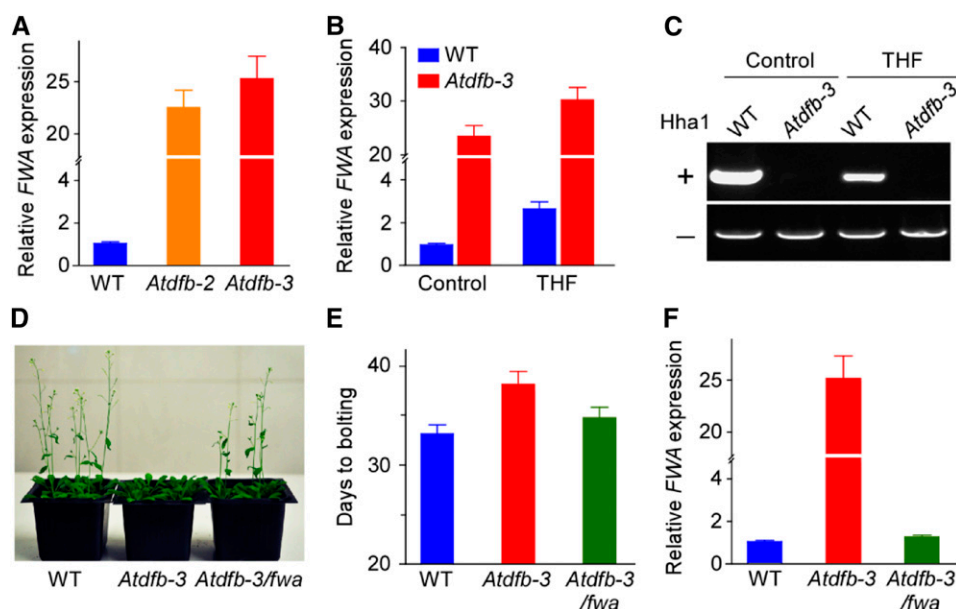 A
Relative FWA expression
25
22
4
2
0
WT
Atdfb-2
Atdfb-3
B
Relative FWA expression
40
30
20
4
2
0
WT
Atdfb-3
Control
THF
C
Control
THF
Hha1
WT
Atdfb-3
WT
Atdfb-3
+
–
D
WT
Atdfb-3
Atdfb-3/fwa
E
Days to bolting
40
30
20
WT
Atdfb-3
Atdfb-3
/fwa
F
Relative FWA expression
25
22
4
2
0
WT
Atdfb-3
Atdfb-3
/fwa